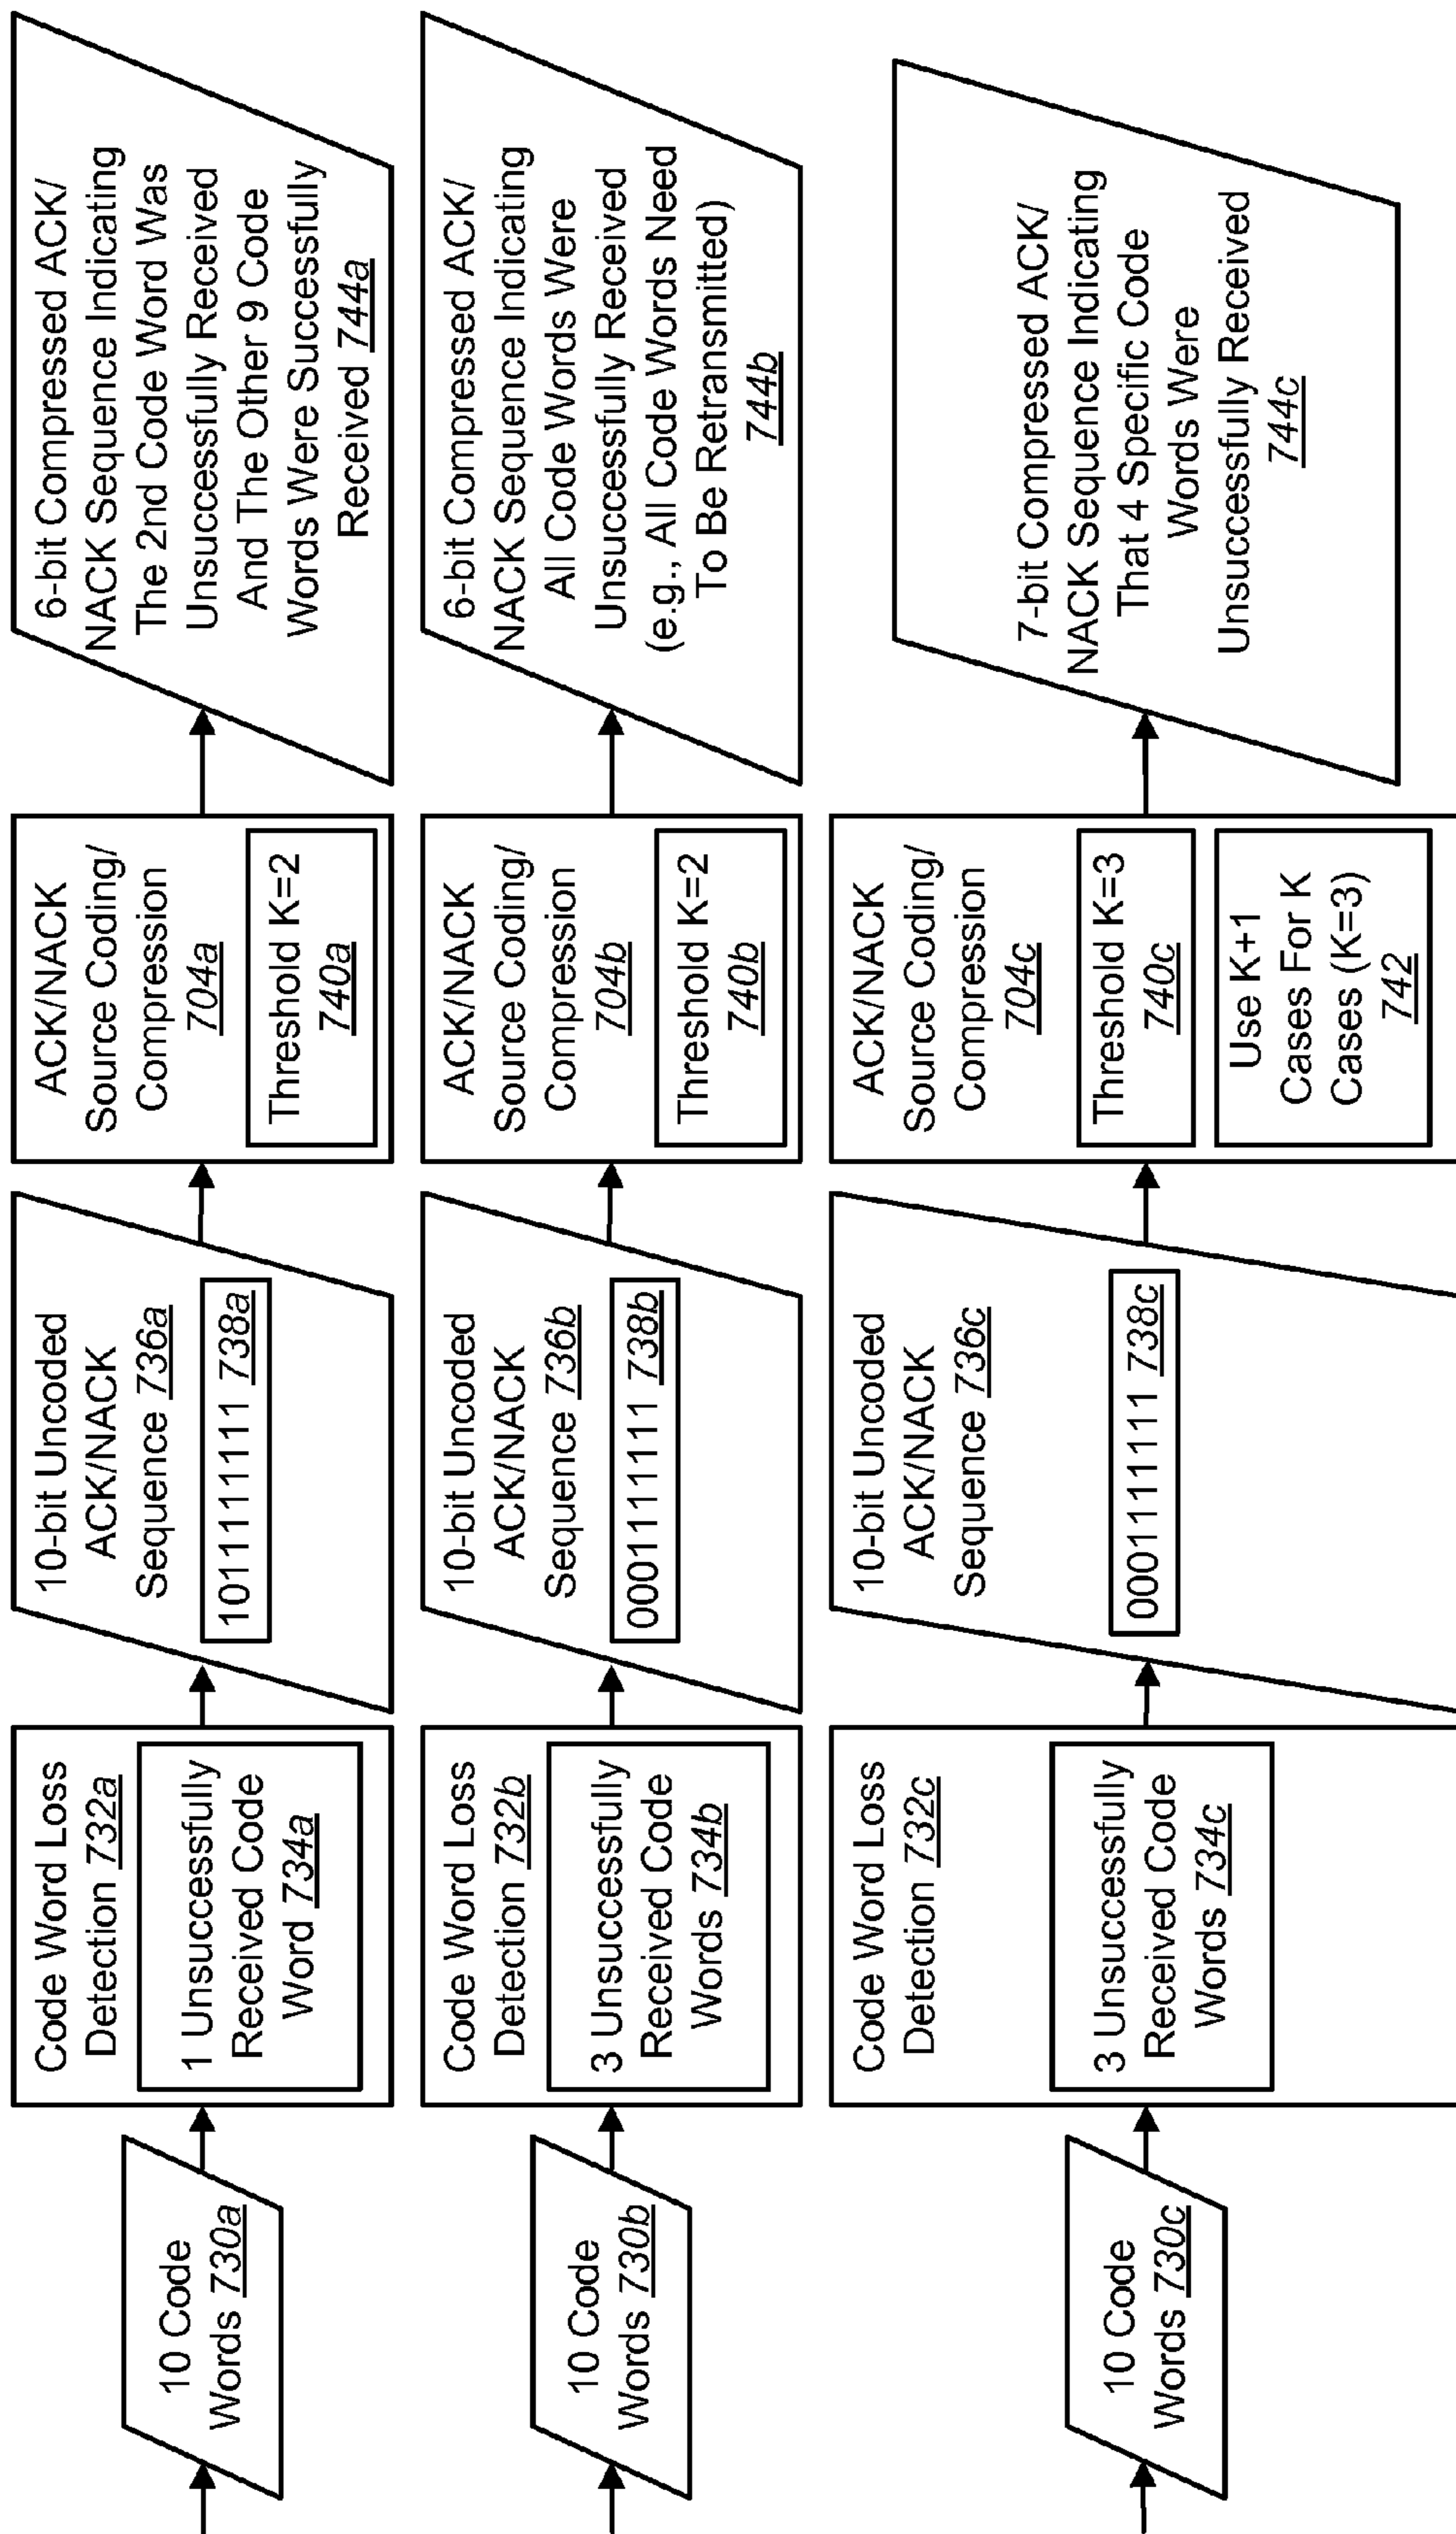 10 Code
Words 730a
Code Word Loss
Detection 732a
1 Unsuccessfully
Received Code
Word 734a
10-bit Uncoded
ACK/NACK
Sequence 736a
1011111111 738a
ACK/NACK
Source Coding/
Compression
704a
Threshold K=2
740a
6-bit Compressed ACK/
NACK Sequence Indicating
The 2nd Code Word Was
Unsuccessfully Received
And The Other 9 Code
Words Were Successfully
Received 744a
10 Code
Words 730b
Code Word Loss
Detection 732b
3 Unsuccessfully
Received Code
Words 734b
10-bit Uncoded
ACK/NACK
Sequence 736b
0001111111 738b
ACK/NACK
Source Coding/
Compression
704b
Threshold K=2
740b
6-bit Compressed ACK/
NACK Sequence Indicating
All Code Words Were
Unsuccessfully Received
(e.g., All Code Words Need
To Be Retransmitted)
744b
10 Code
Words 730c
Code Word Loss
Detection 732c
3 Unsuccessfully
Received Code
Words 734c
10-bit Uncoded
ACK/NACK
Sequence 736c
0001111111 738c
ACK/NACK
Source Coding/
Compression
704c
Threshold K=3
740c
Use K+1
Cases For K
Cases (K=3)
742
7-bit Compressed ACK/
NACK Sequence Indicating
That 4 Specific Code
Words Were
Unsuccessfully Received
744c